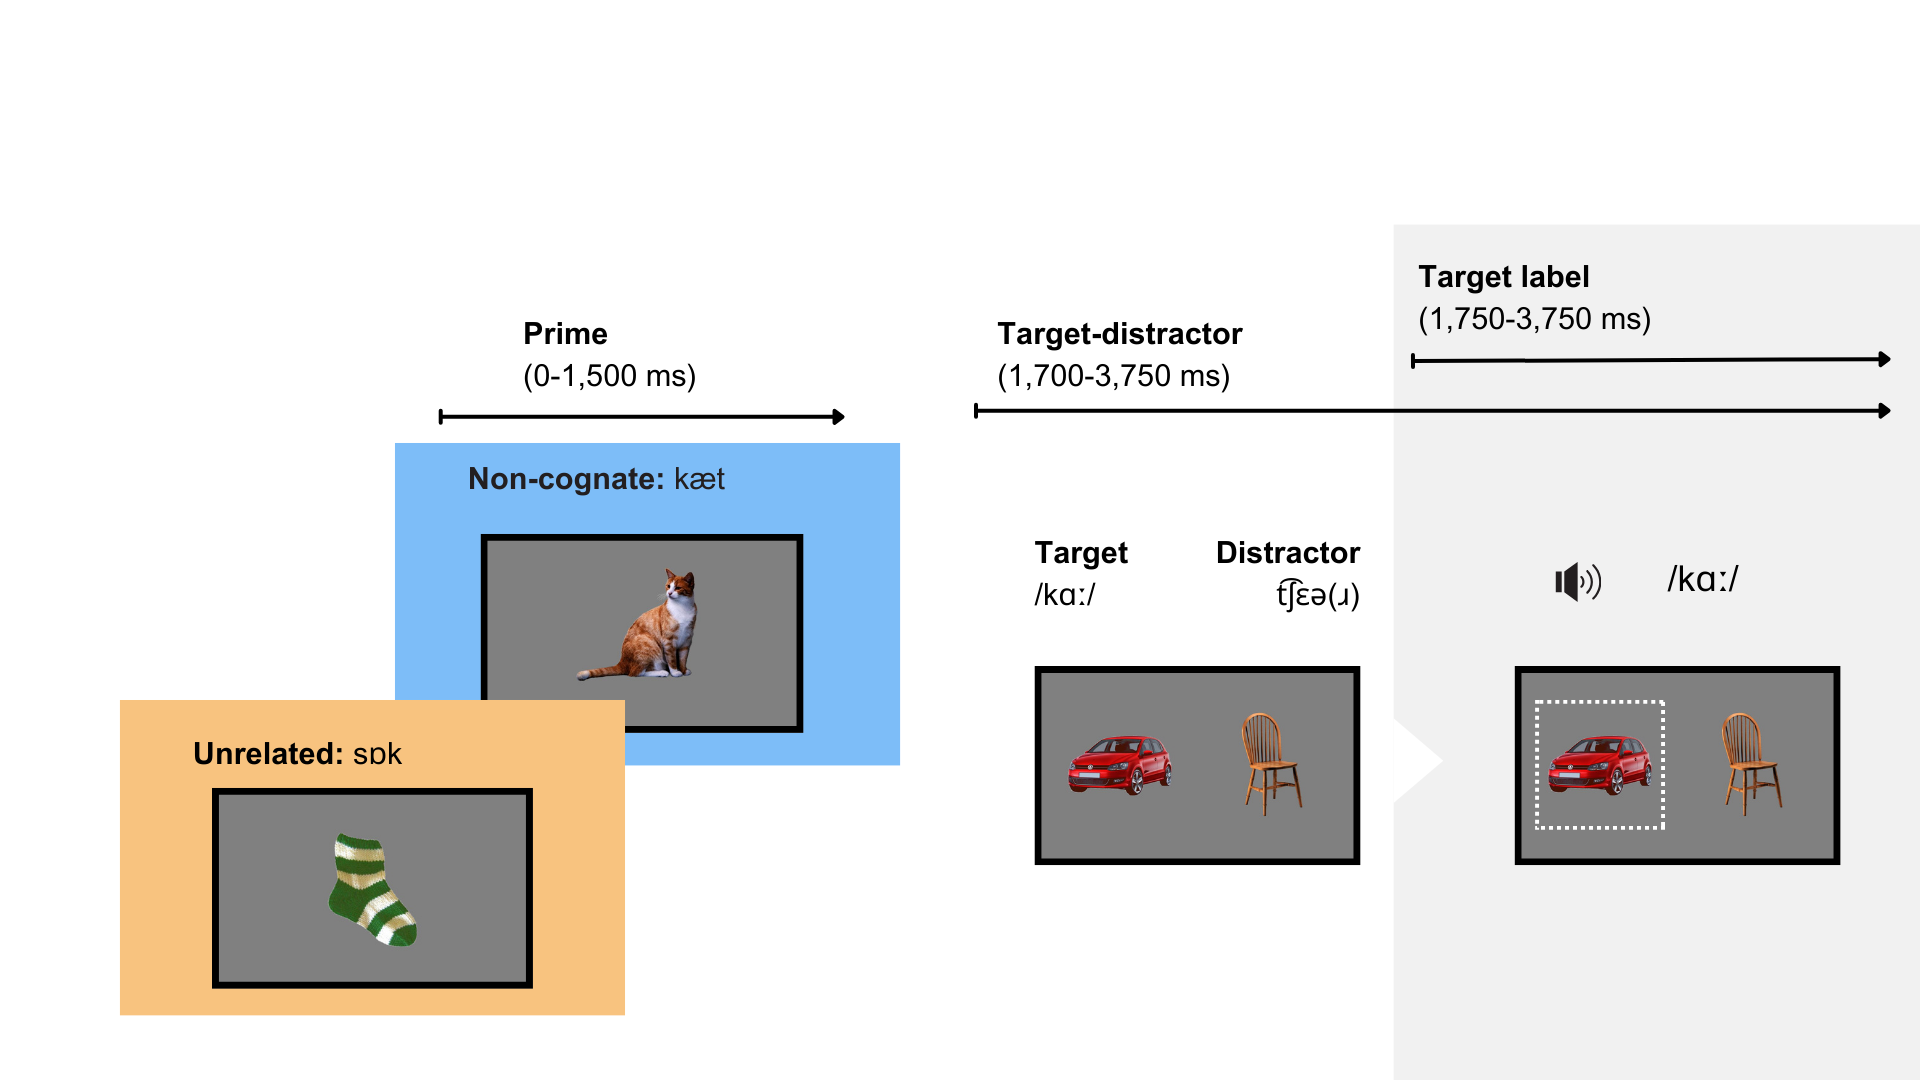 Prime
(0-1,500 ms)
Non-cognate: kæt
Unrelated: sɒk
Target-distractor
(1,700-3,750 ms)
Target Distractor
/kɑː/ t͡ʃɛə(ɹ)
Target label
(1,750-3,750 ms)
/kɑː/